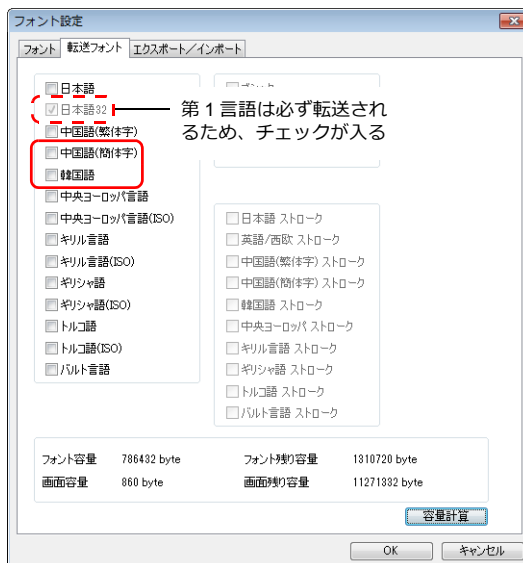 フォント設定
フォント 転送フォント エクスポート／インポート
日本語
日本語32
中国語(繁体字)
中国語(簡体字)
韓国語
中央ヨーロッパ言語
中央ヨーロッパ言語(ISO)
キリル言語
キリル言語(ISO)
ギリシャ語
ギリシャ語(ISO)
トルコ語
トルコ語(ISO)
バルト言語
第 1 言語は必ず転送され
るため、チェックが入る
日本語 ストローク
英語/西欧 ストローク
中国語(繁体字) ストローク
中国語(簡体字) ストローク
韓国語 ストローク
中央ヨーロッパ ストローク
キリル言語 ストローク
ギリシャ語 ストローク
トルコ語 ストローク
バルト言語 ストローク
フォント容量 786432 byte フォント残り容量 1310720 byte
画面容量 860 byte 画面残り容量 11271332 byte
容量計算
OK キャンセル